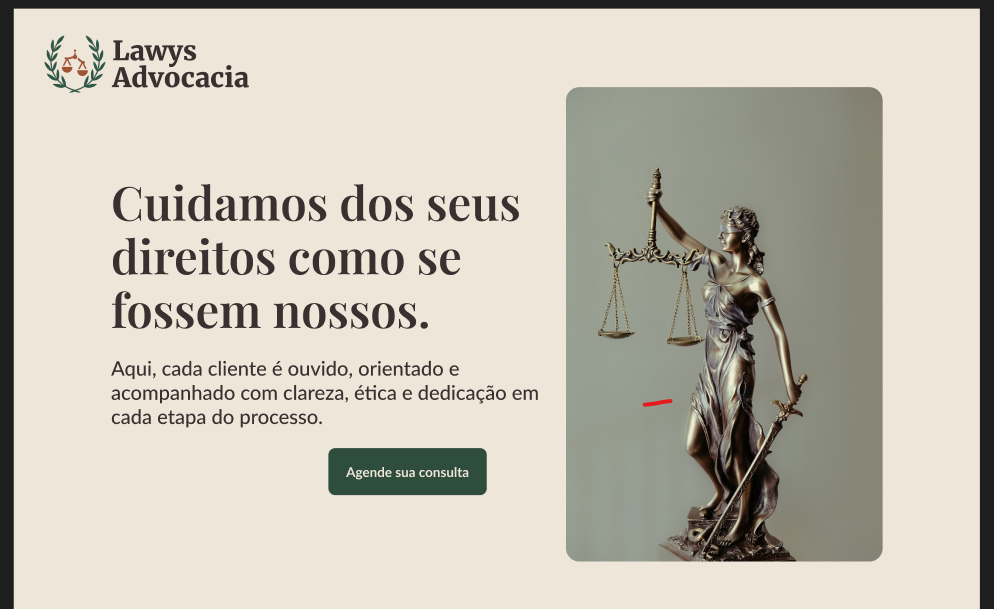 Lawys
Advocacia
Cuidamos dos seus
direitos como se
fossem nossos.
Aqui, cada cliente é ouvido, orientado e
acompanhado com clareza, ética e dedicação em
cada etapa do processo.
Agende sua consulta